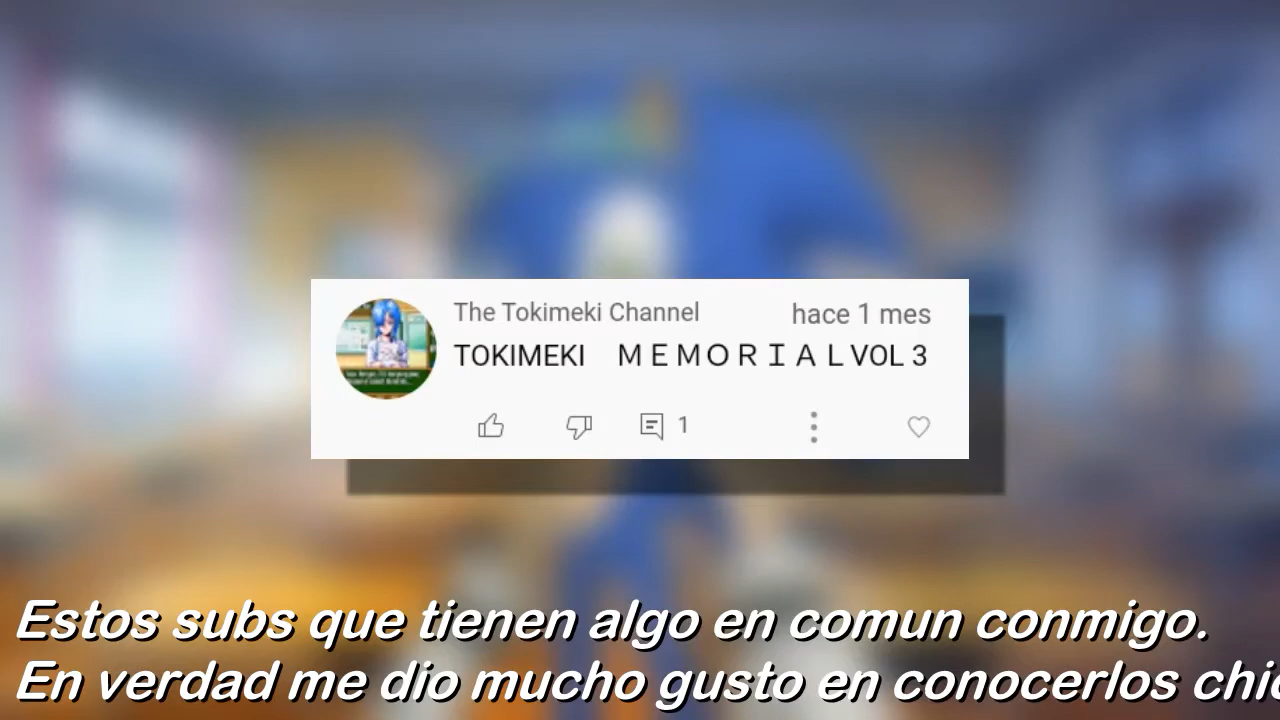 The Tokimeki Channel
hace 1 mes
TOKIMEKI ＭＥＭＯＲＩＡＬVOL 3
1
Estos subs que tienen algo en comun conmigo.
En verdad me dio mucho gusto en conocerlos